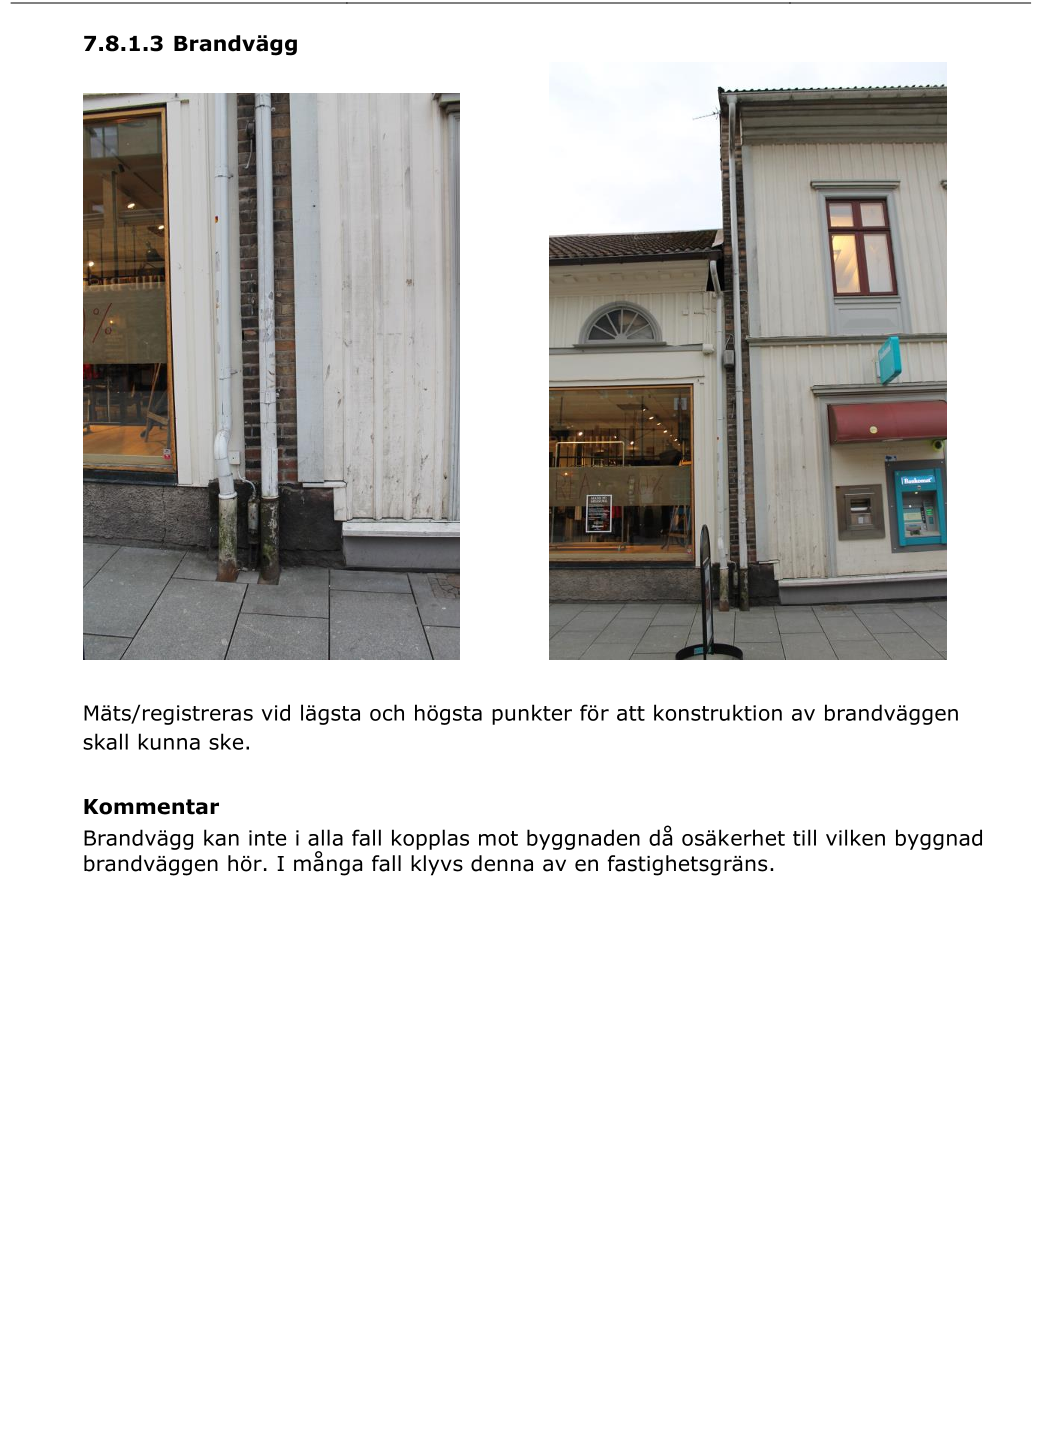 7.8.1.3 Brandvägg
%
Bankomat
Mäts/registreras vid lägsta och högsta punkter för att konstruktion av brandväggen
skall kunna ske.
Kommentar
Brandvägg kan inte i alla fall kopplas mot byggnaden då osäkerhet till vilken byggnad
brandväggen hör. I många fall klyvs denna av en fastighetsgräns.